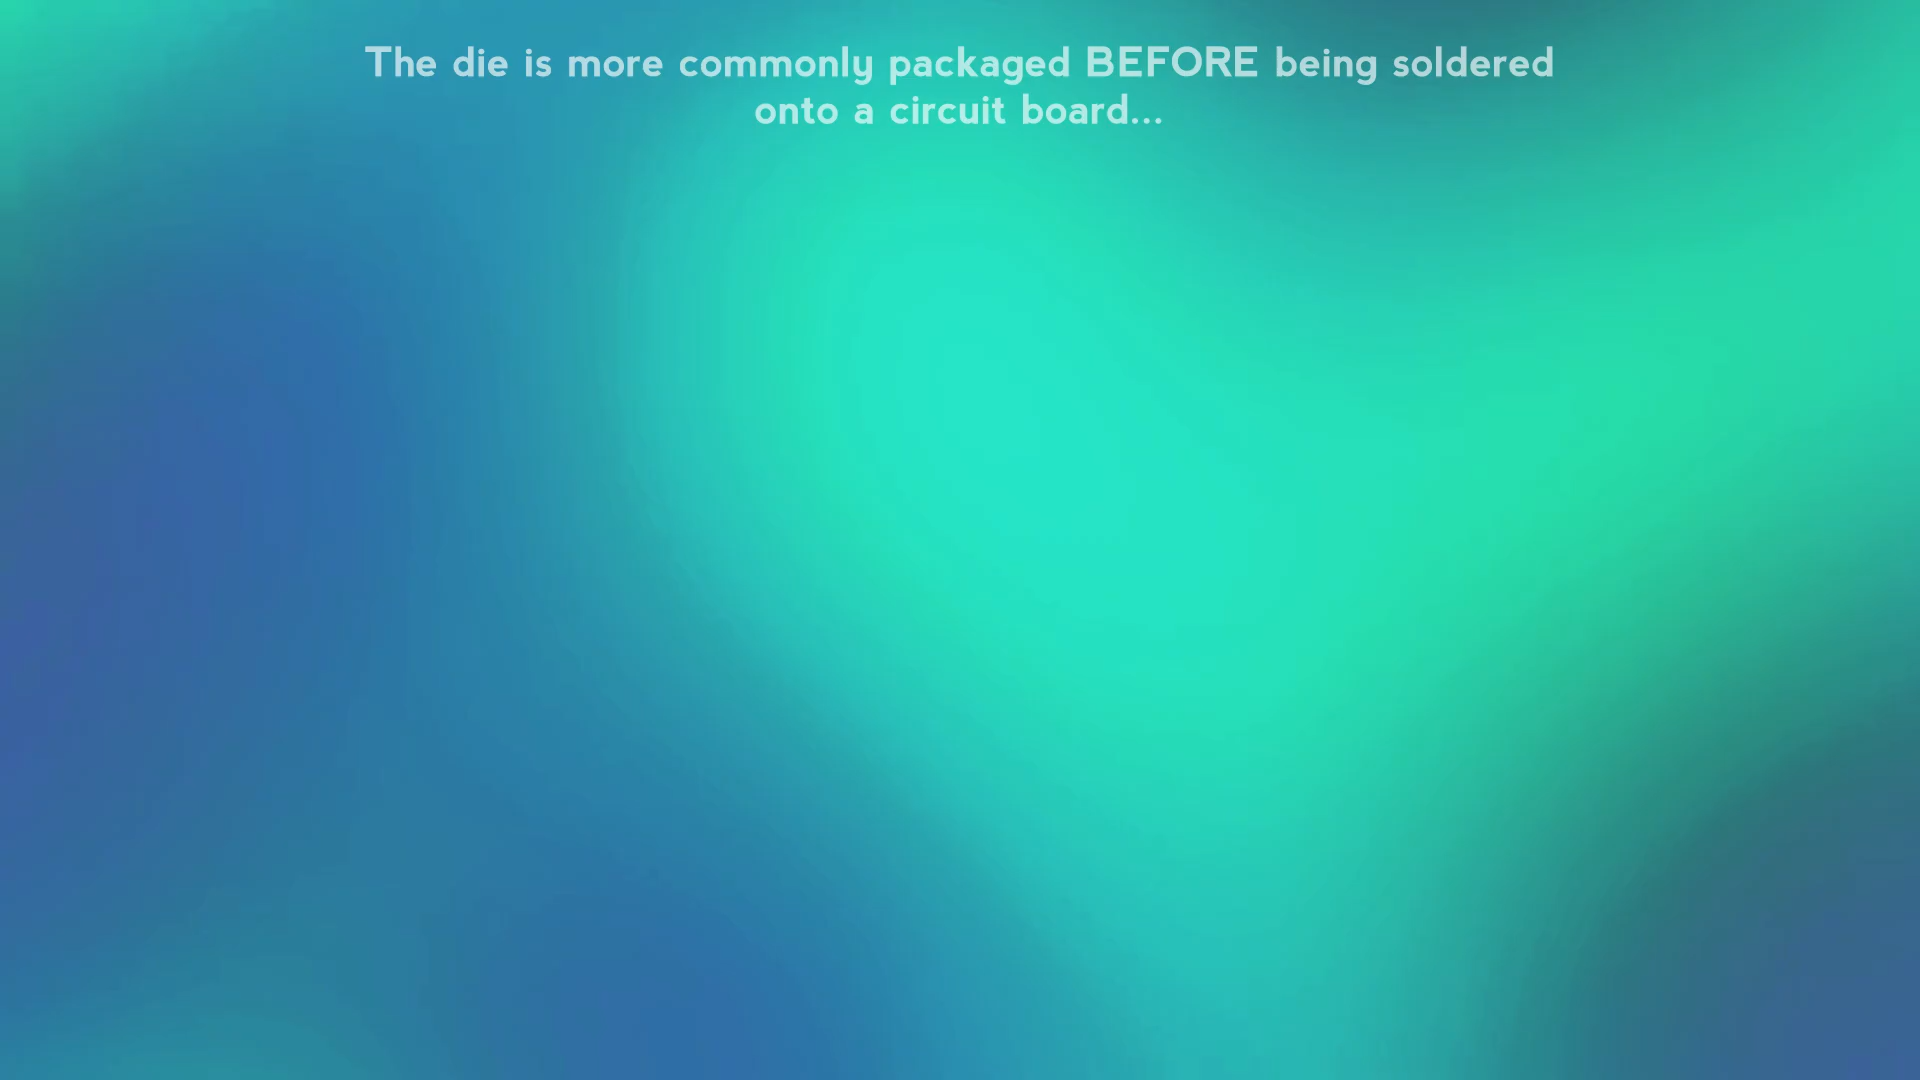 The die is more commonly packaged BEFORE being soldered
onto a circuit board...